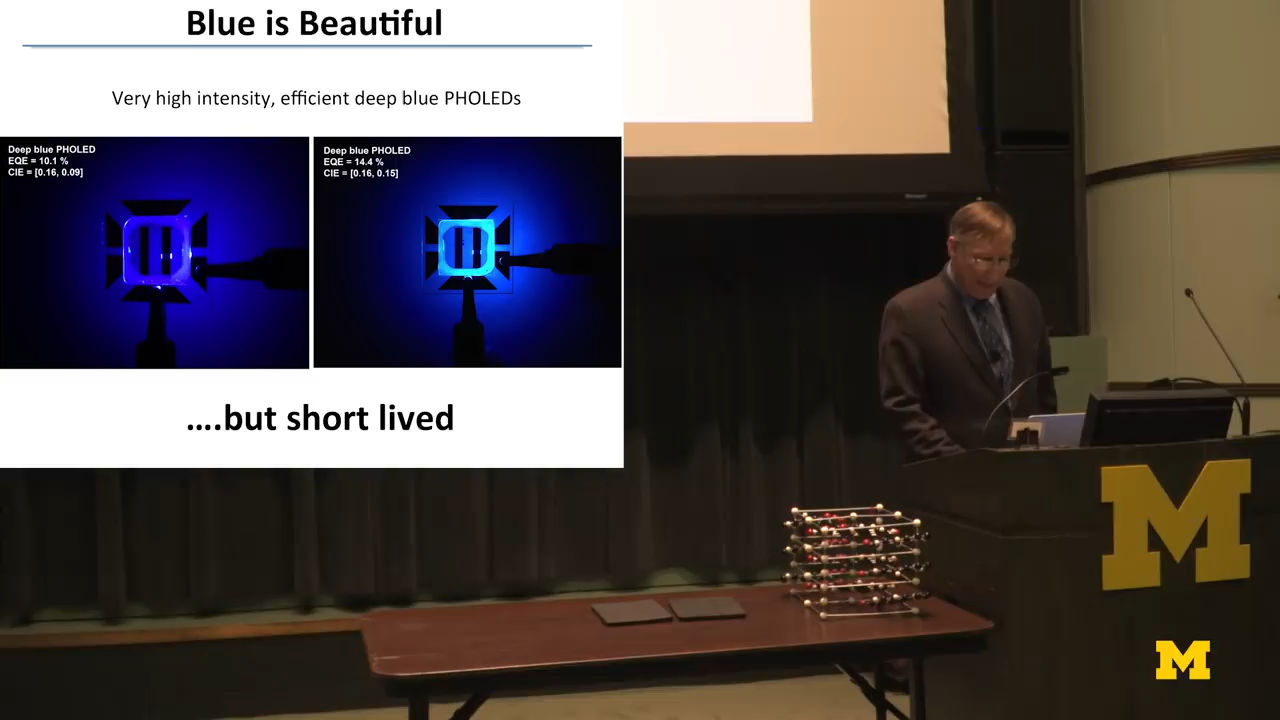 Blue is Beautiful
Very high intensity, efficient deep blue PHOLEDs
Deep blue PHOLED
EQE = 10.1 %
CIE = [0.16, 0.09]
Deep blue PHOLED
EQE = 14.4 %
CIE = [0.16, 0.15]
....but short lived
M
M